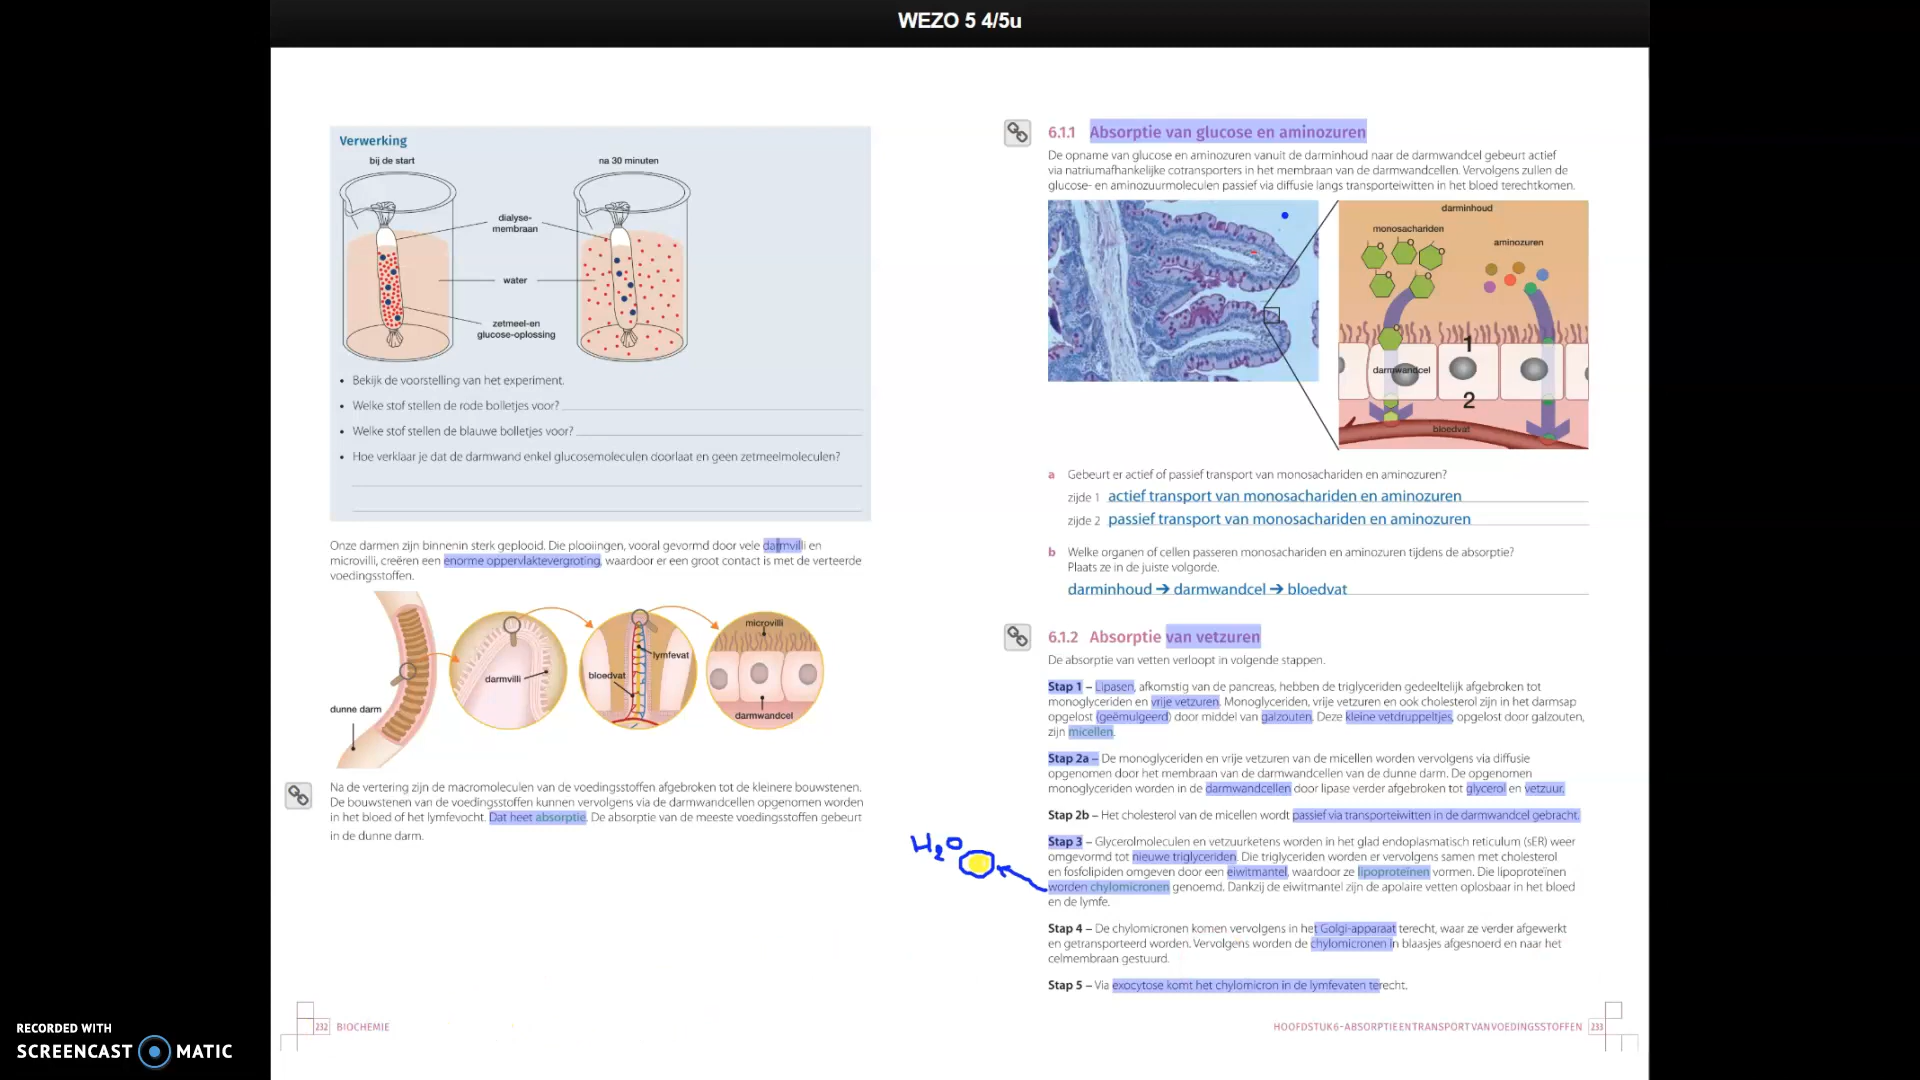 WEZO 5 4/5u
Verwerking
bij de start
na 30 minuten
dialyse-
membraan
water
zetmeel-en
glucose-oplossing
• Bekijk de voorstelling van het experiment.
• Welke stof stellen de rode bolletjes voor?
• Welke stof stellen de blauwe bolletjes voor?
• Hoe verklaar je dat de darmwand enkel glucosemoleculen doorlaat en geen zetmeelmoleculen?
Onze darmen zijn binnenin sterk geplooid. Die plooiingen, vooral gevormd door vele darmvilli en
microvilli, creëren een enorme oppervlaktevergroting, waardoor er een groot contact is met de verteerde
voedingsstoffen.
dunne darm
darmvilli
bloedvat
lymfevat
microvilli
darmwandcel
Na de vertering zijn de macromoleculen van de voedingsstoffen afgebroken tot de kleinere bouwstenen.
De bouwstenen van de voedingsstoffen kunnen vervolgens via de darmwandcellen opgenomen worden
in het bloed of het lymfevocht. Dat heet absorptie. De absorptie van de meeste voedingsstoffen gebeurt
in de dunne darm.
232 BIOCHEMIE
6.1.1 Absorptie van glucose en aminozuren
De opname van glucose en aminozuren vanuit de darminhoud naar de darmwandcel gebeurt actief
via natriumafhankelijke cotransporters in het membraan van de darmwandcellen. Vervolgens zullen de
glucose- en aminozuurmoleculen passief via diffusie langs transporteiwitten in het bloed terechtkomen.
darminhoud
monosachariden
aminozuren
1
darmwandcel
2
bloedvat
a Gebeurt er actief of passief transport van monosachariden en aminozuren?
zijde 1 actief transport van monosachariden en aminozuren
zijde 2 passief transport van monosachariden en aminozuren
b Welke organen of cellen passeren monosachariden en aminozuren tijdens de absorptie?
Plaats ze in de juiste volgorde.
darminhoud → darmwandcel → bloedvat
6.1.2 Absorptie van vetzuren
De absorptie van vetten verloopt in volgende stappen.
Stap 1 – Lipasen, afkomstig van de pancreas, hebben de triglyceriden gedeeltelijk afgebroken tot
monoglyceriden en vrije vetzuren. Monoglyceriden, vrije vetzuren en ook cholesterol zijn in het darmsap
opgelost (geëmulgeerd) door middel van galzouten. Deze kleine vetdruppeltjes, opgelost door galzouten,
zijn micellen.
Stap 2a – De monoglyceriden en vrije vetzuren van de micellen worden vervolgens via diffusie
opgenomen door het membraan van de darmwandcellen van de dunne darm. De opgenomen
monoglyceriden worden in de darmwandcellen door lipase verder afgebroken tot glycerol en vetzuur.
Stap 2b – Het cholesterol van de micellen wordt passief via transporteiwitten in de darmwandcel gebracht.
Stap 3 – Glycerolmoleculen en vetzuurketens worden in het glad endoplasmatisch reticulum (sER) weer
omgevormd tot nieuwe triglyceriden. Die triglyceriden worden er vervolgens samen met cholesterol
en fosfolipiden omgeven door een eiwitmantel, waardoor ze lipoproteïnen vormen. Die lipoproteïnen
worden chylomicronen genoemd. Dankzij de eiwitmantel zijn de apolaire vetten oplosbaar in het bloed
en de lymfe.
H2O
Stap 4 – De chylomicronen komen vervolgens in het Golgi-apparaat terecht, waar ze verder afgewerkt
en getransporteerd worden. Vervolgens worden de chylomicronen in blaasjes afgesnoerd en naar het
celmembraan gestuurd.
Stap 5 – Via exocytose komt het chylomicron in de lymfevaten terecht.
HOOFDSTUK 6 - ABSORPTIE EN TRANSPORT VAN VOEDINGSSTOFFEN 233
RECORDED WITH
SCREENCAST MATIC